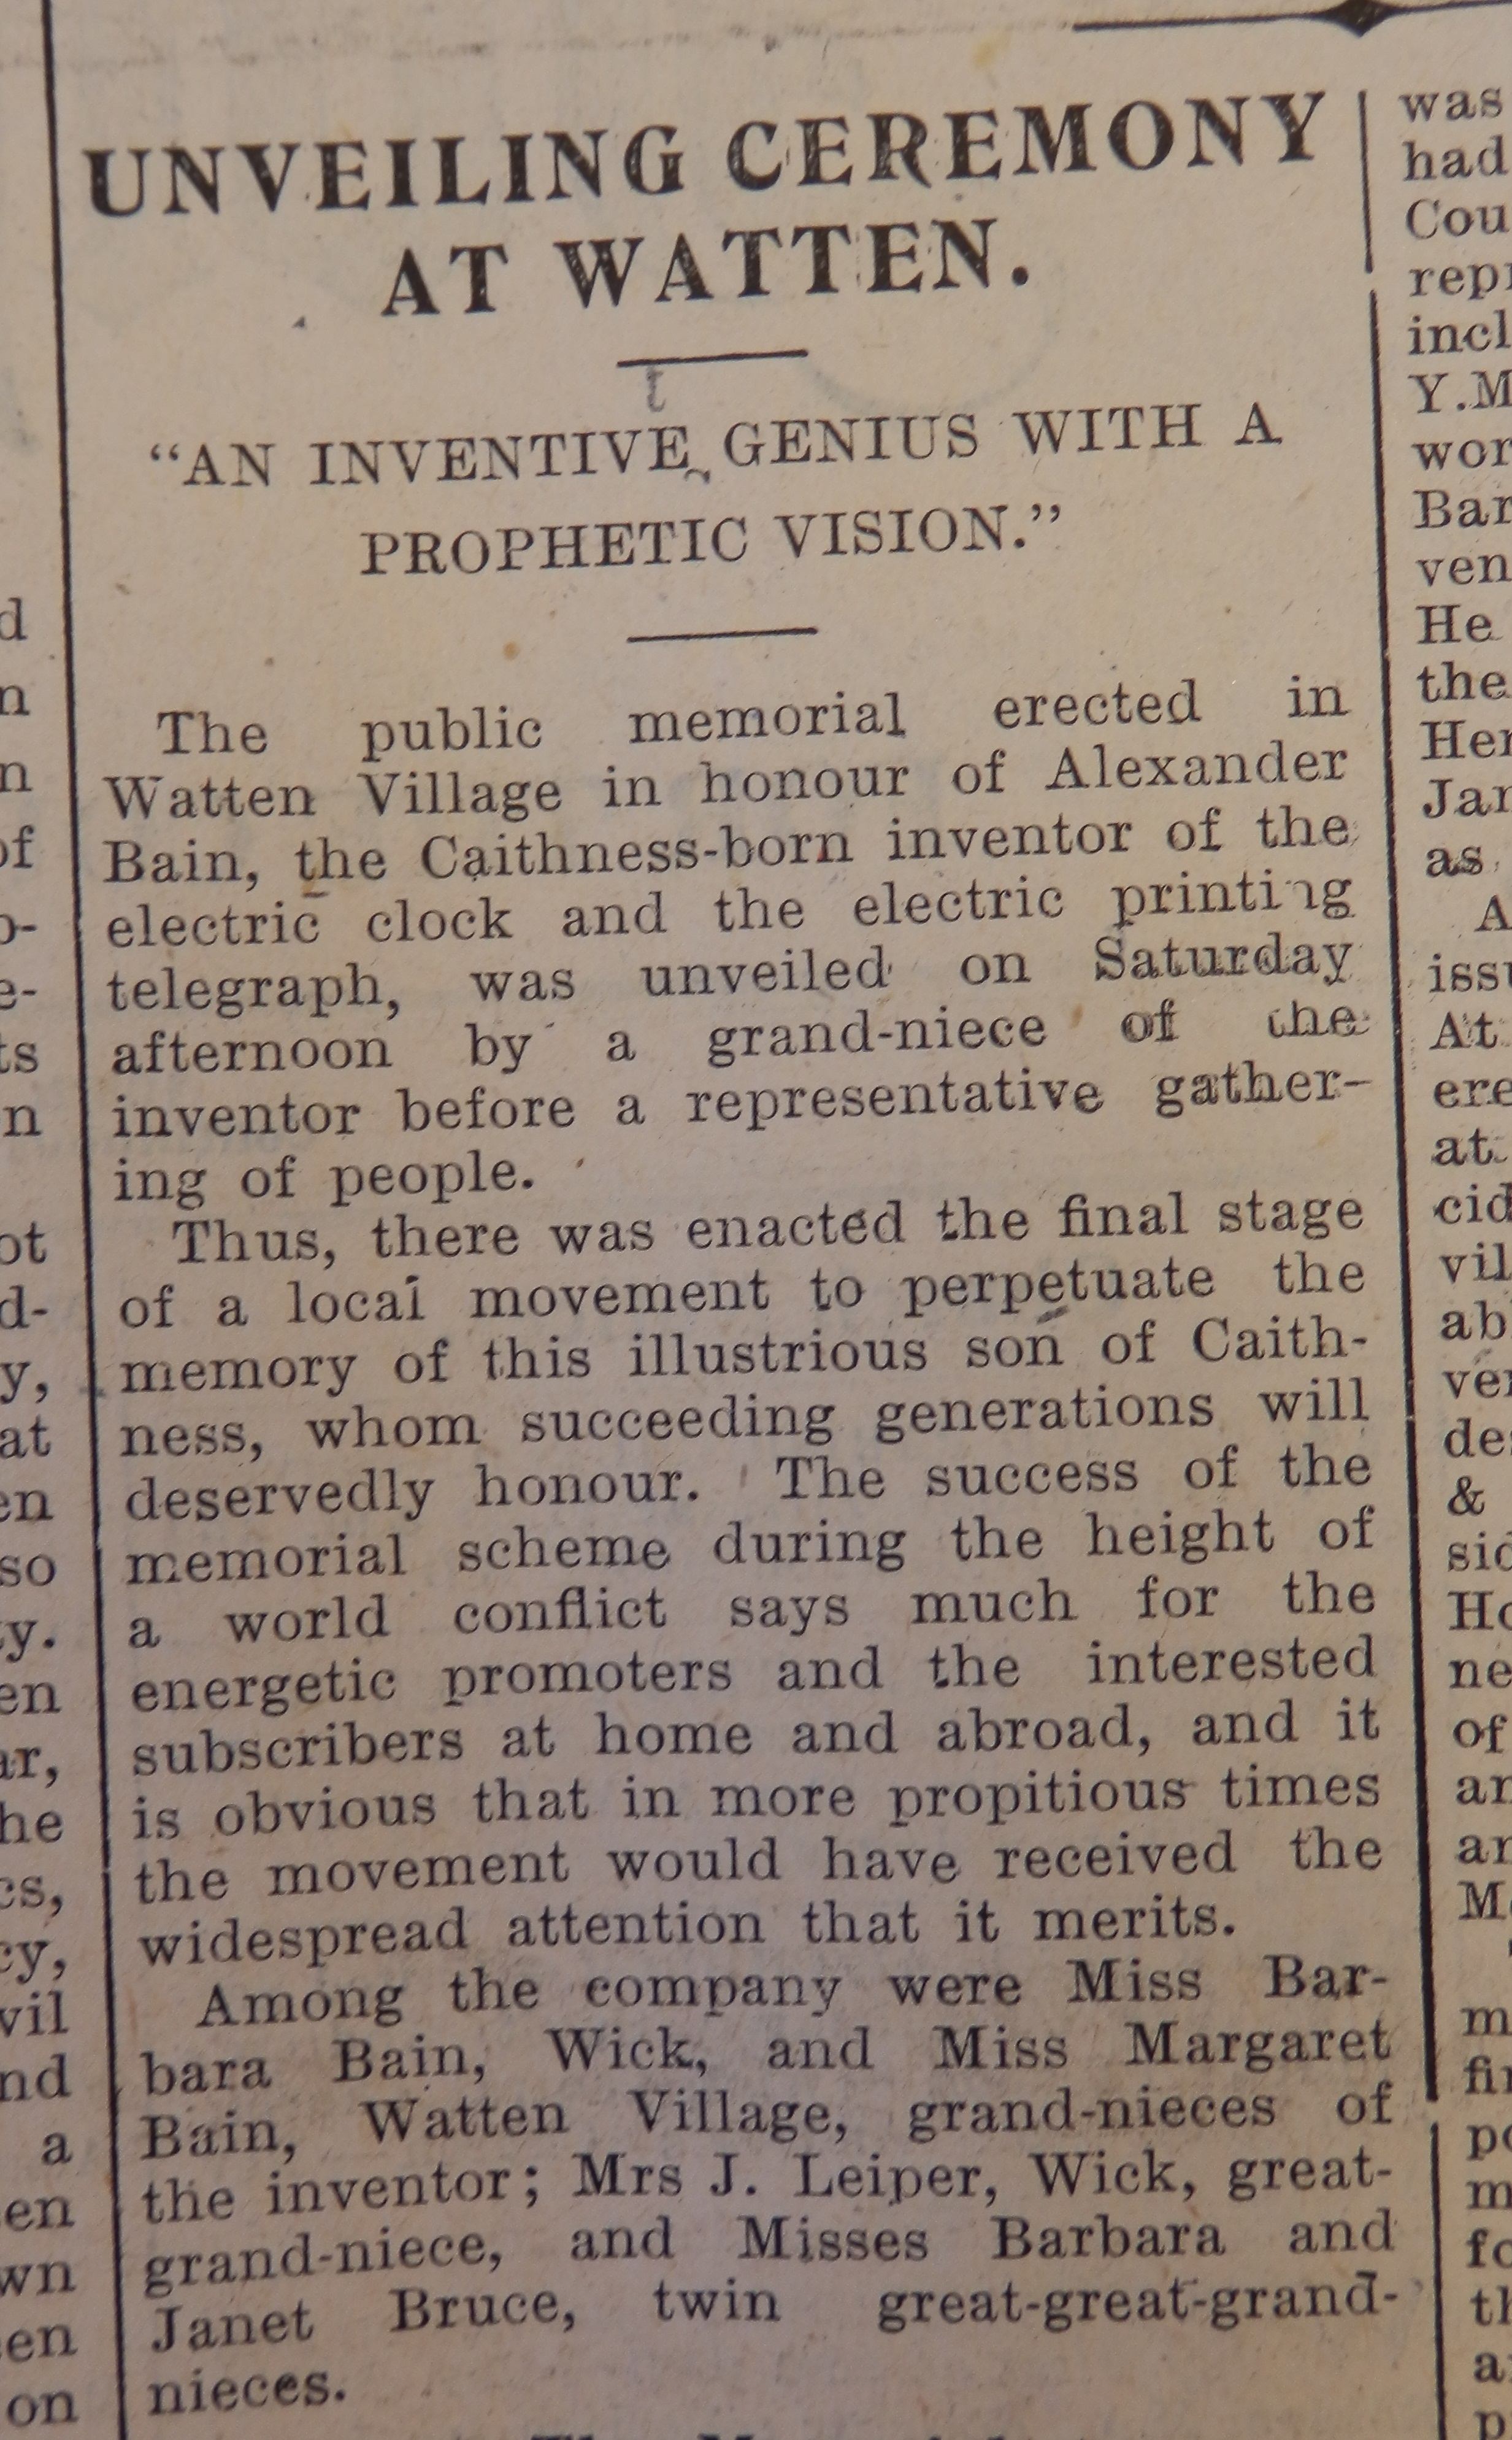 UNVEILING CEREMONY
AT WATTEN.
"AN INVENTIVE GENIUS WITH A
PROPHETIC VISION."
The public memorial erected in
Watten Village in honour of Alexander
Bain, the Caithness-born inventor of the
electric clock and the electric printing
telegraph, was unveiled on Saturday
afternoon by a grand-niece of the
inventor before a representative gather-
ing of people.
Thus, there was enacted the final stage
of a local movement to perpetuate the
memory of this illustrious son of Caith-
ness, whom succeeding generations will
deservedly honour. The success of the
memorial scheme during the height of
a world conflict says much for the
energetic promoters and the interested
subscribers at home and abroad, and it
is obvious that in more propitious times
the movement would have received the
widespread attention that it merits.
Among the company were Miss Bar-
bara Bain, Wick, and Miss Margaret
Bain, Watten Village, grand-nieces of
the inventor; Mrs J. Leiper, Wick, great-
grand-niece, and Misses Barbara and
Janet Bruce, twin great-great-grand-
nieces.
was
had
He
the
as
At
at
&
of